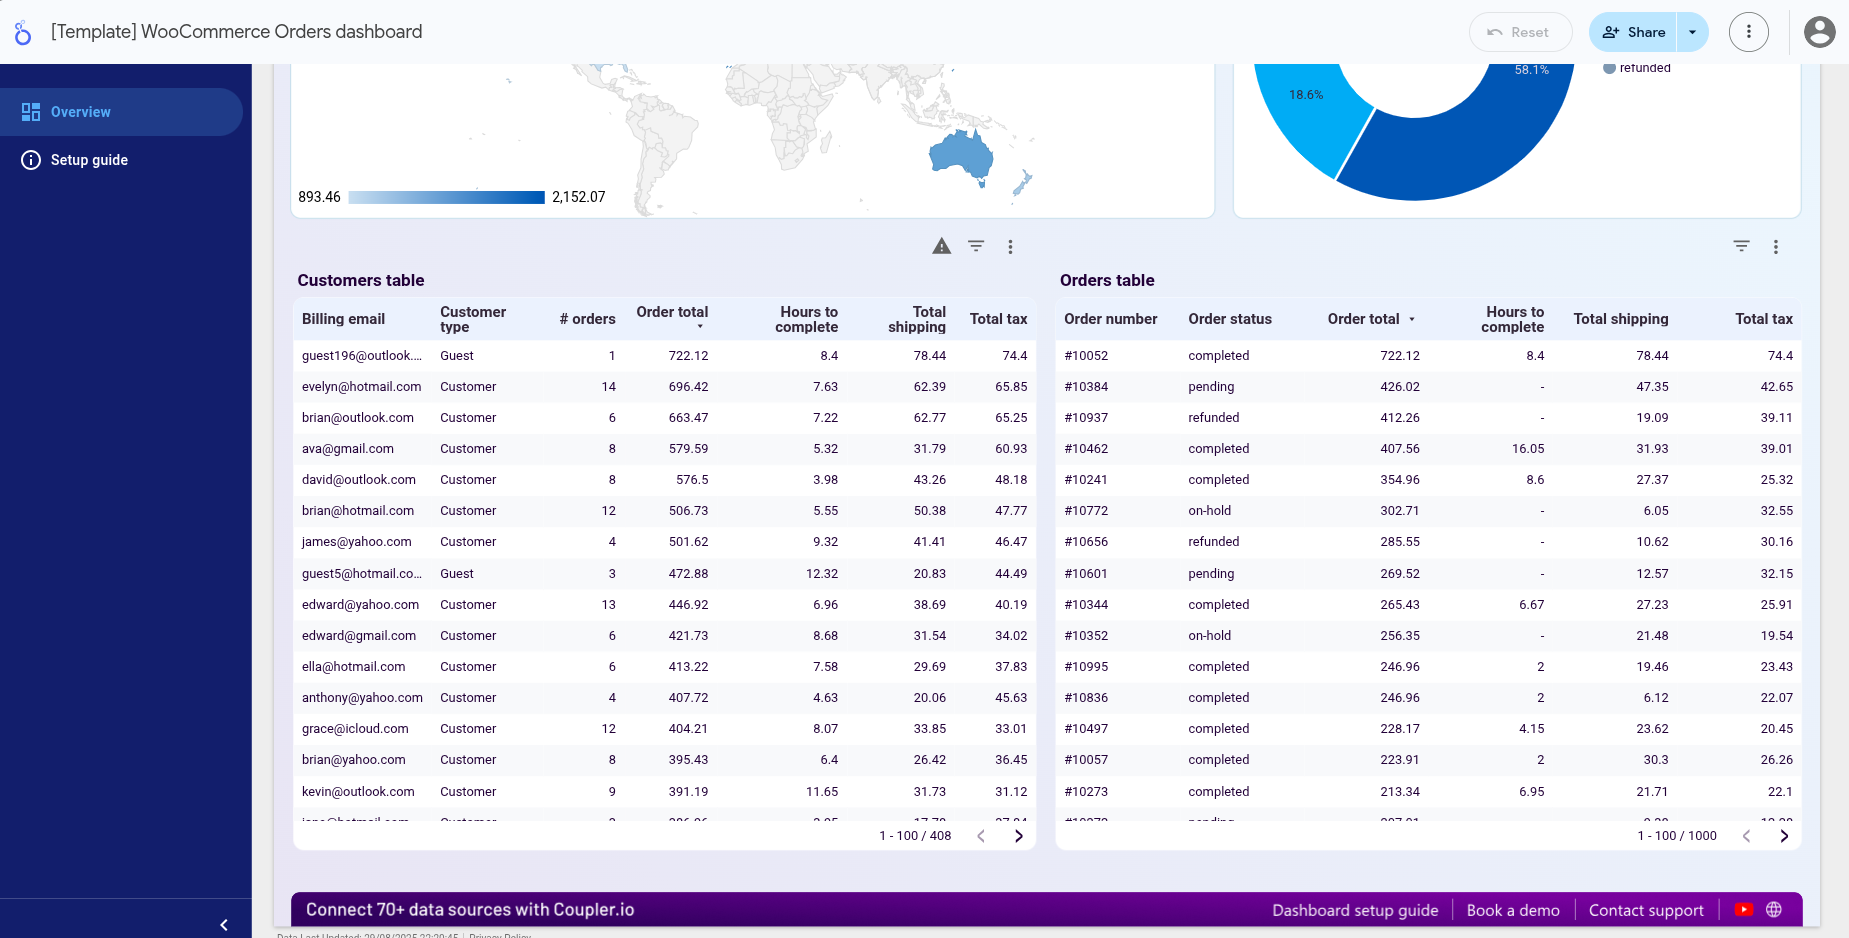 [Template] WooCommerce Orders dashboard
Reset
Share
Overview
Setup guide
893.46
2,152.07
18.6%
58.1%
refunded
Customers table
Billing email Customer type # orders Order total Hours to complete Total shipping Total tax
guest196@outlook.... Guest 1 722.12 8.4 78.44 74.4
evelyn@hotmail.com Customer 14 696.42 7.63 62.39 65.85
brian@outlook.com Customer 6 663.47 7.22 62.77 65.25
ava@gmail.com Customer 8 579.59 5.32 31.79 60.93
david@outlook.com Customer 8 576.5 3.98 43.26 48.18
brian@hotmail.com Customer 12 506.73 5.55 50.38 47.77
james@yahoo.com Customer 4 501.62 9.32 41.41 46.47
guest5@hotmail.co... Guest 3 472.88 12.32 20.83 44.49
edward@yahoo.com Customer 13 446.92 6.96 38.69 40.19
edward@gmail.com Customer 6 421.73 8.68 31.54 34.02
ella@hotmail.com Customer 6 413.22 7.58 29.69 37.83
anthony@yahoo.com Customer 4 407.72 4.63 20.06 45.63
grace@icloud.com Customer 12 404.21 8.07 33.85 33.01
brian@yahoo.com Customer 8 395.43 6.4 26.42 36.45
kevin@outlook.com Customer 9 391.19 11.65 31.73 31.12
1 - 100 / 408
Orders table
Order number Order status Order total Hours to complete Total shipping Total tax
#10052 completed 722.12 8.4 78.44 74.4
#10384 pending 426.02 - 47.35 42.65
#10937 refunded 412.26 - 19.09 39.11
#10462 completed 407.56 16.05 31.93 39.01
#10241 completed 354.96 8.6 27.37 25.32
#10772 on-hold 302.71 - 6.05 32.55
#10656 refunded 285.55 - 10.62 30.16
#10601 pending 269.52 - 12.57 32.15
#10344 completed 265.43 6.67 27.23 25.91
#10352 on-hold 256.35 - 21.48 19.54
#10995 completed 246.96 2 19.46 23.43
#10836 completed 246.96 2 6.12 22.07
#10497 completed 228.17 4.15 23.62 20.45
#10057 completed 223.91 2 30.3 26.26
#10273 completed 213.34 6.95 21.71 22.1
1 - 100 / 1000
Connect 70+ data sources with Coupler.io
Dashboard setup guide
Book a demo
Contact support